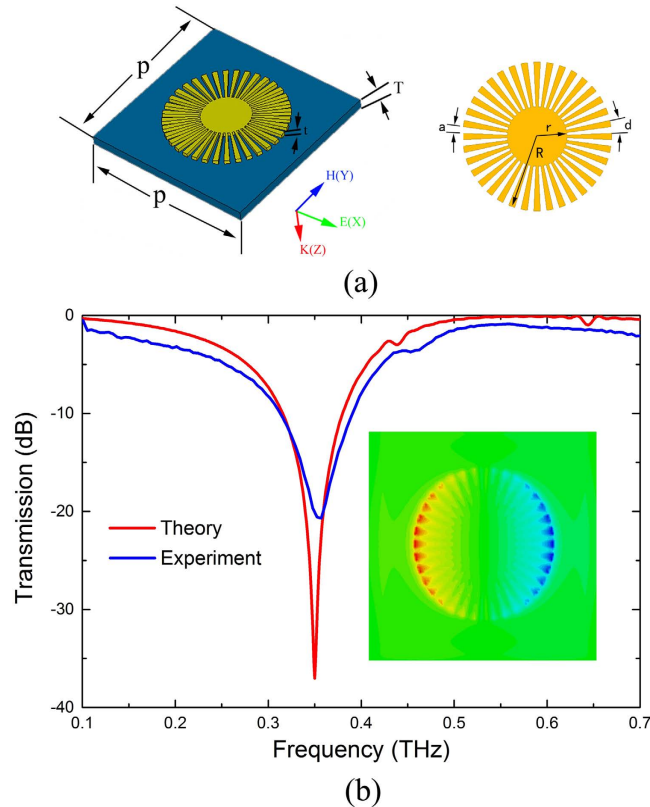 p
T
t
p
H(Y)
E(X)
K(Z)
a
d
r
R
(a)
0
-10
-20
-30
-40
Transmission (dB)
Theory
Experiment
0.1 0.2 0.3 0.4 0.5 0.6 0.7
Frequency (THz)
(b)